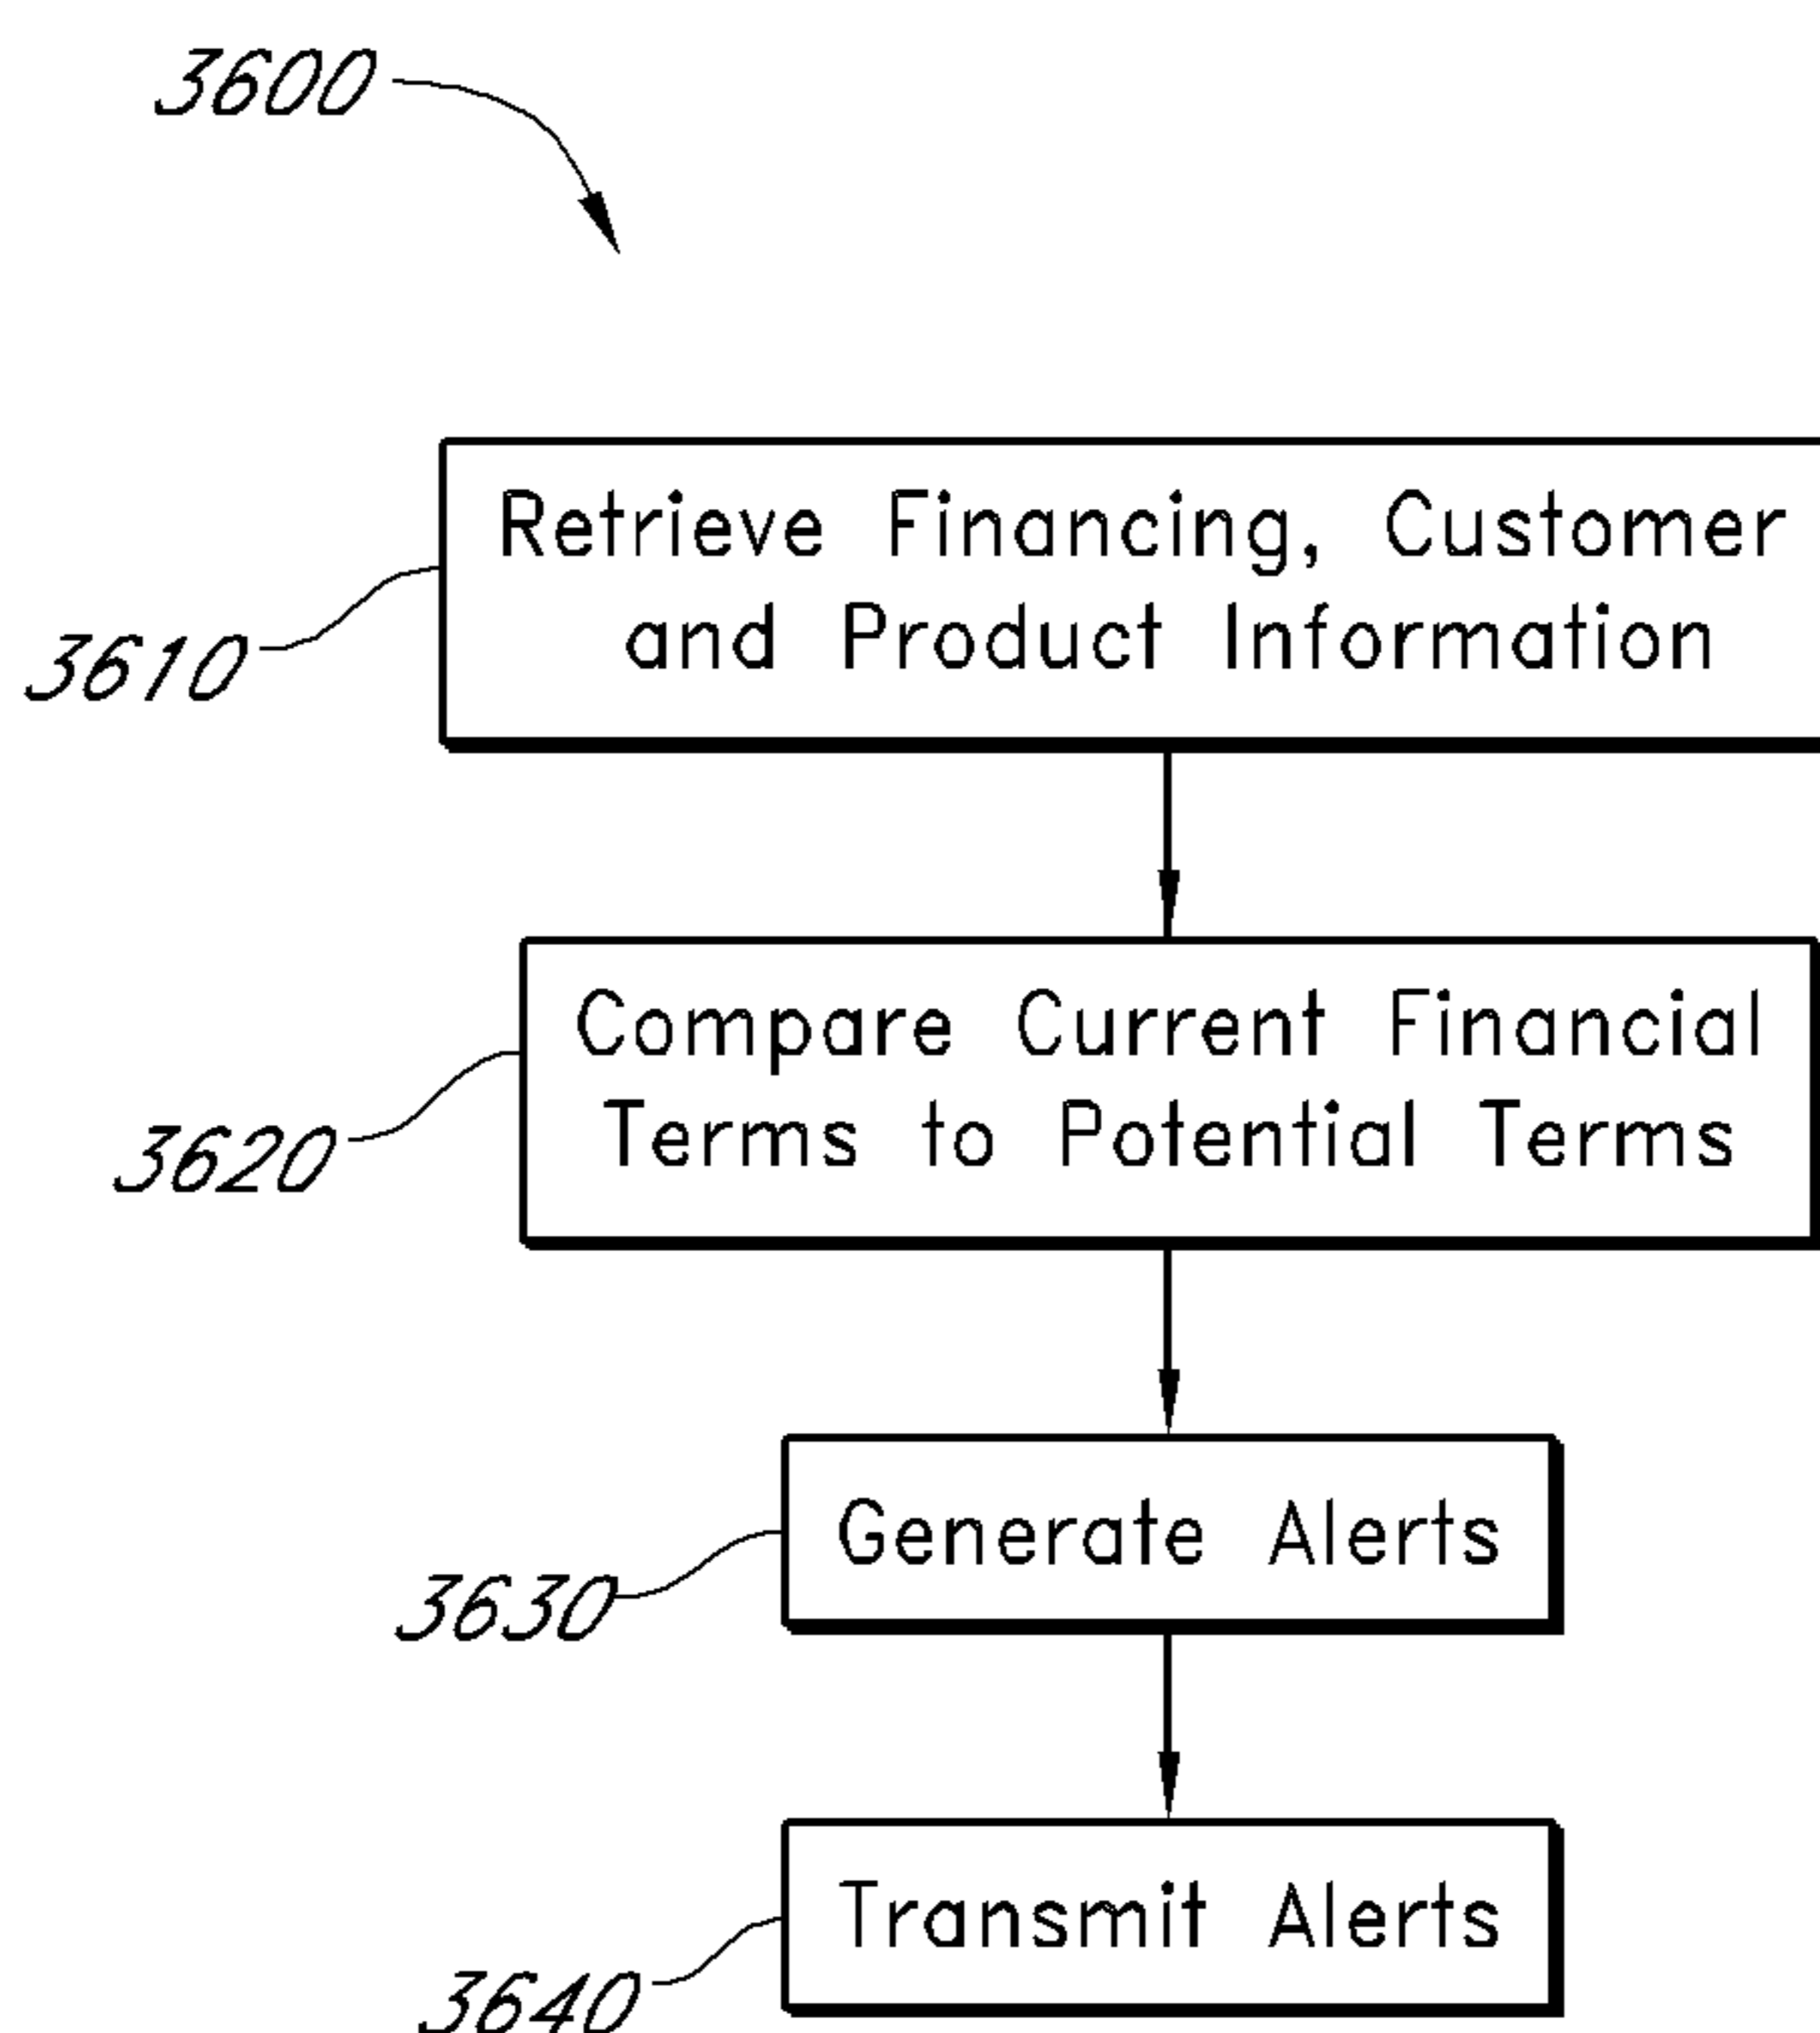 3600
Retrieve Financing, Customer
and Product Information
3610
Compare Current Financial
Terms to Potential Terms
3620
Generate Alerts
3630
Transmit Alerts
3640